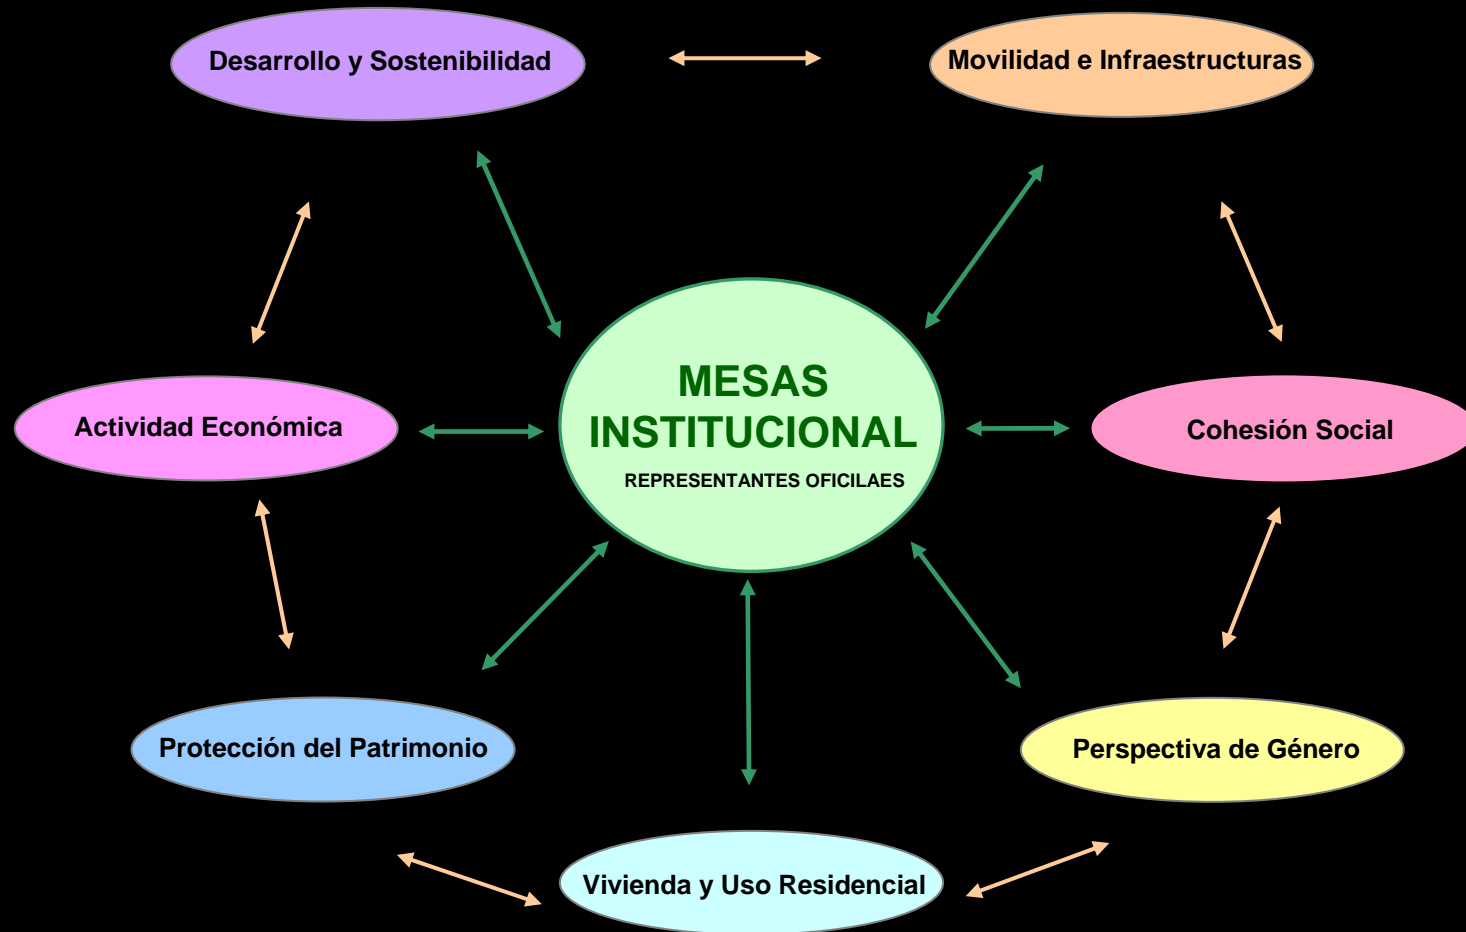 Desarrollo y Sostenibilidad
Movilidad e Infraestructuras
MESAS
INSTITUCIONAL
REPRESENTANTES OFICILAES
Actividad Económica
Cohesión Social
Protección del Patrimonio
Perspectiva de Género
Vivienda y Uso Residencial